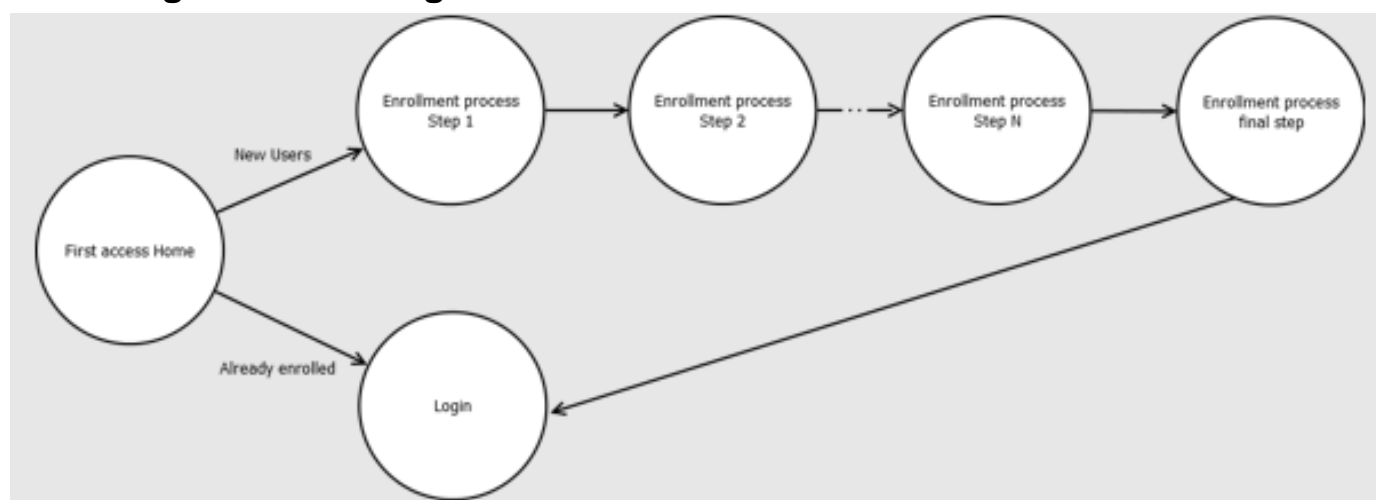 Enrollment process
Step 1
Enrollment process
Step 2
Enrollment process
Step N
Enrollment process
final step
New Users
First access Home
Already enrolled
Login